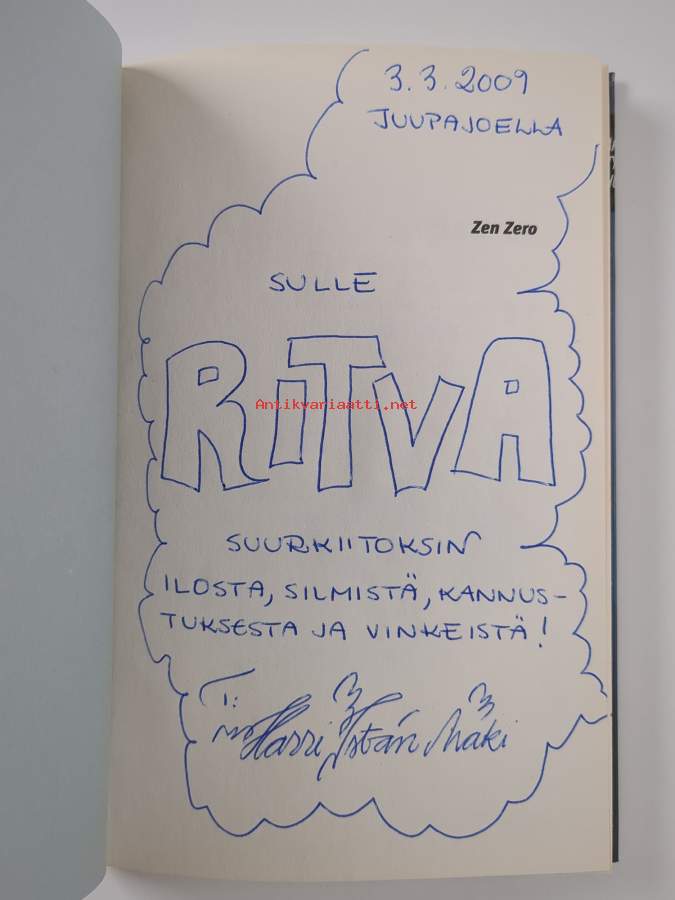 3.3.2009
JUUPAJOELLA
Zen Zero
SULLE
RITVA
Antikvariaatti.net
SUURKIITOKSIN
ILOSTA, SILMISTÄ, KANNUS-
TUKSESTA JA VINKEISTÄ!
T:
Harri István Mäki